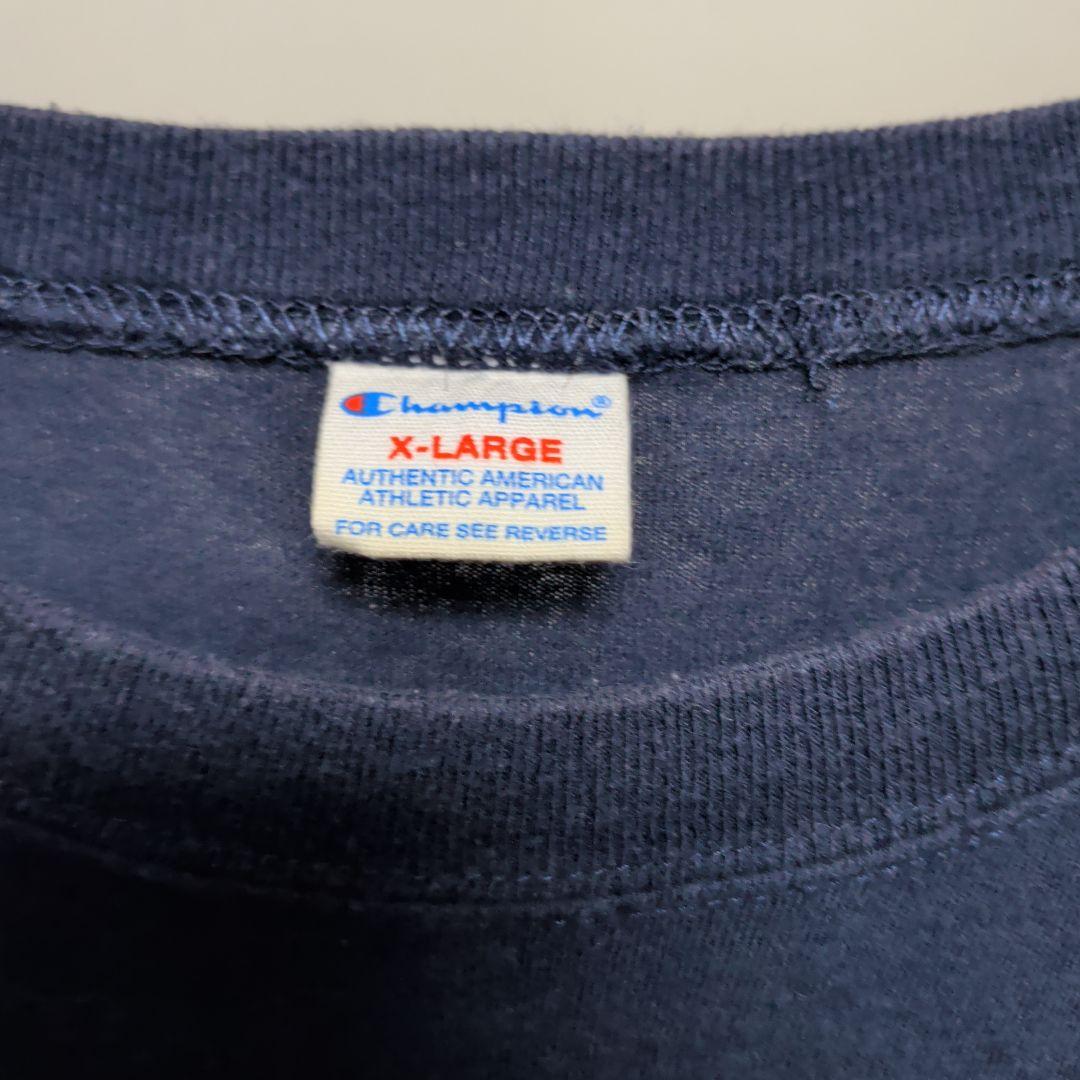 Champion®
X-LARGE
AUTHENTIC AMERICAN
ATHLETIC APPAREL
FOR CARE SEE REVERSE